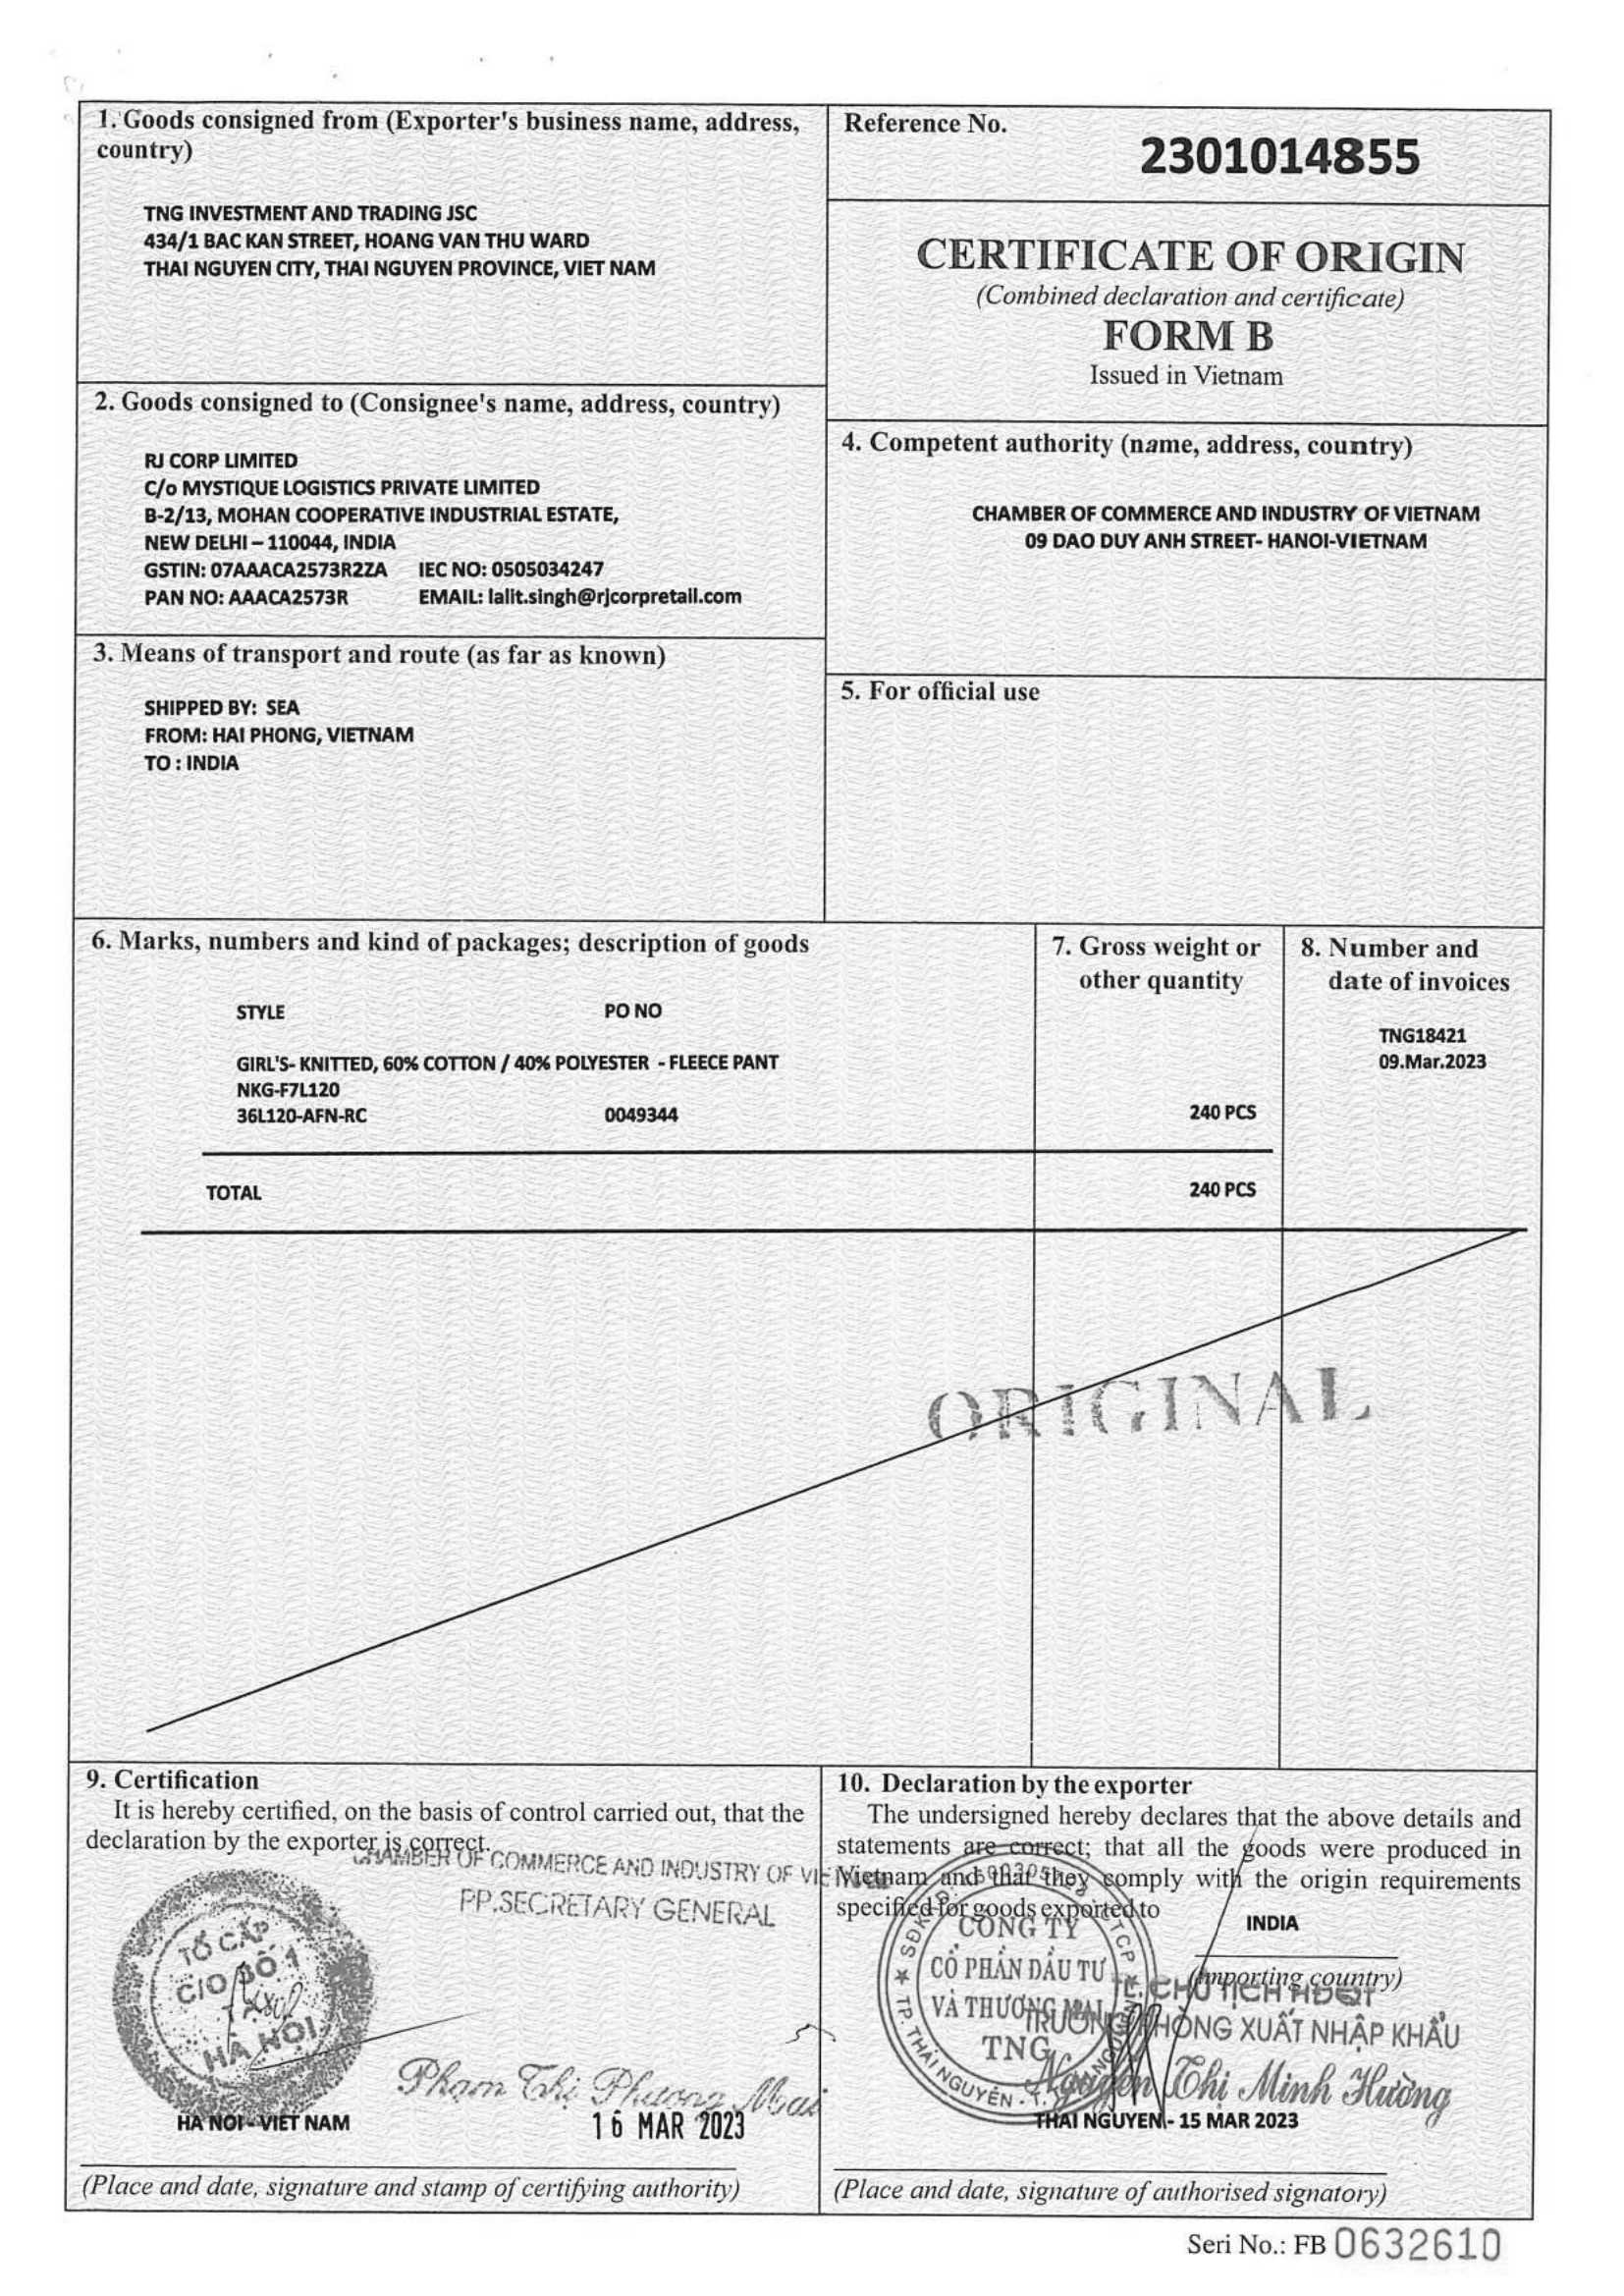 1. Goods consigned from (Exporter's business name, address,
country)
TNG INVESTMENT AND TRADING JSC
434/1 BAC KAN STREET, HOANG VAN THU WARD
THAI NGUYEN CITY, THAI NGUYEN PROVINCE, VIET NAM
Reference No.
2301014855
CERTIFICATE OF ORIGIN
(Combined declaration and certificate)
FORM B
Issued in Vietnam
2. Goods consigned to (Consignee's name, address, country)
RJ CORP LIMITED
C/o MYSTIQUE LOGISTICS PRIVATE LIMITED
B-2/13, MOHAN COOPERATIVE INDUSTRIAL ESTATE,
NEW DELHI – 110044, INDIA
GSTIN: 07AAACA2573R2ZA IEC NO: 0505034247
PAN NO: AAACA2573R EMAIL: lalit.singh@rjcorpretail.com
4. Competent authority (name, address, country)
CHAMBER OF COMMERCE AND INDUSTRY OF VIETNAM
09 DAO DUY ANH STREET- HANOI-VIETNAM
3. Means of transport and route (as far as known)
SHIPPED BY: SEA
FROM: HAI PHONG, VIETNAM
TO : INDIA
5. For official use
6. Marks, numbers and kind of packages; description of goods
7. Gross weight or
other quantity
8. Number and
date of invoices
STYLE PO NO
TNG18421
09.Mar.2023
GIRL'S- KNITTED, 60% COTTON / 40% POLYESTER - FLEECE PANT
NKG-F7L120
36L120-AFN-RC 0049344 240 PCS
TOTAL 240 PCS
ORIGINAL
9. Certification
It is hereby certified, on the basis of control carried out, that the
declaration by the exporter is correct.
CHAMBER OF COMMERCE AND INDUSTRY OF
PP.SECRETARY GENERAL
TỔ CẤP
C/O SỐ 1
HÀ NỘI
Phạm Thị Phương Mai
HA NOI - VIET NAM
16 MAR 2023
(Place and date, signature and stamp of certifying authority)
10. Declaration by the exporter
The undersigned hereby declares that the above details and
statements are correct; that all the goods were produced in
Vietnam and that they comply with the origin requirements
specified for goods exported to
INDIA
(importing country)
CÔNG TY
CỔ PHẦN ĐẦU TƯ
VÀ THƯƠNG MẠI
TNG
TP. THÁI NGUYÊN
CHỦ TỊCH HĐQT
TRƯỞNG PHÒNG XUẤT NHẬP KHẨU
Nguyễn Thị Minh Hường
THAI NGUYEN - 15 MAR 2023
(Place and date, signature of authorised signatory)
Seri No.: FB 0632610